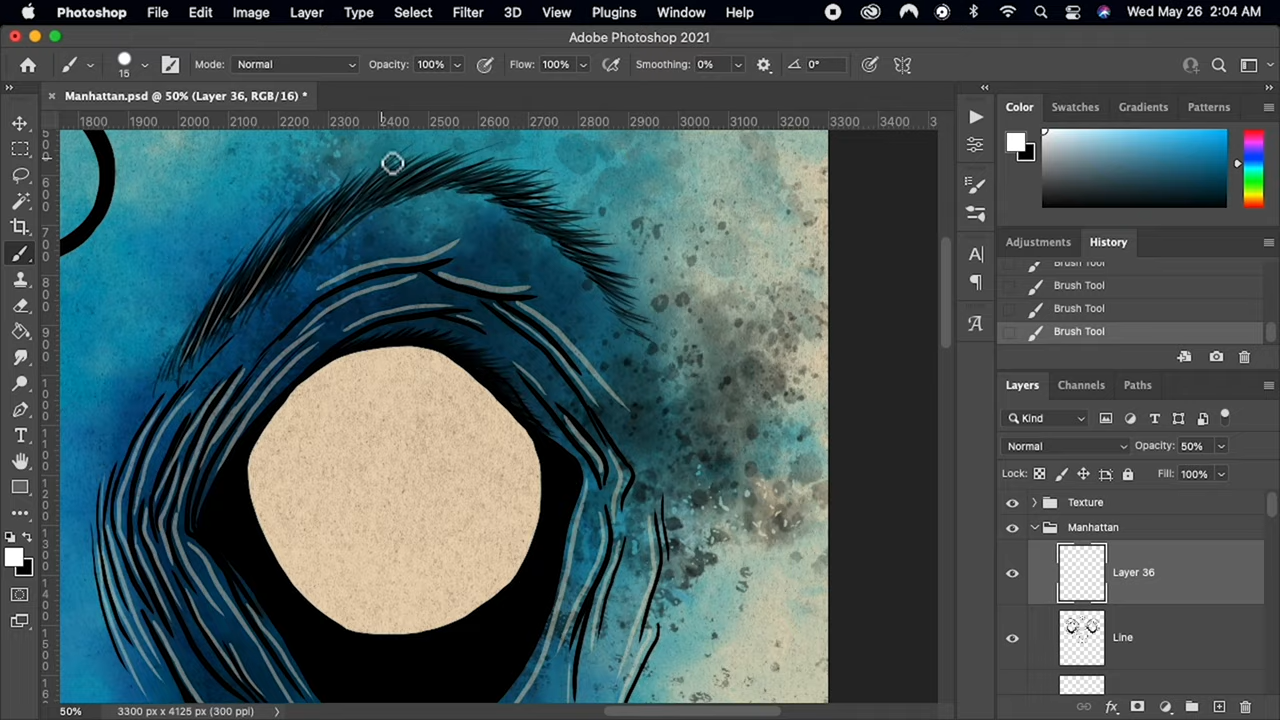 Photoshop File Edit Image Layer Type Select Filter 3D View Plugins Window Help Wed May 26 2:04 AM
Adobe Photoshop 2021
15 Mode: Normal Opacity: 100% Flow: 100% Smoothing: 0% 0°
Manhattan.psd @ 50% (Layer 36, RGB/16) *
1800 1900 2000 2100 2200 2300 2400 2500 2600 2700 2800 2900 3000 3100 3200 3300 3400 3
Color Swatches Gradients Patterns
Adjustments History
Brush Tool
Brush Tool
Brush Tool
Brush Tool
Layers Channels Paths
Kind
Normal Opacity: 50%
Lock: Fill: 100%
Texture
Manhattan
Layer 36
Line
50% 3300 px x 4125 px (300 ppi)